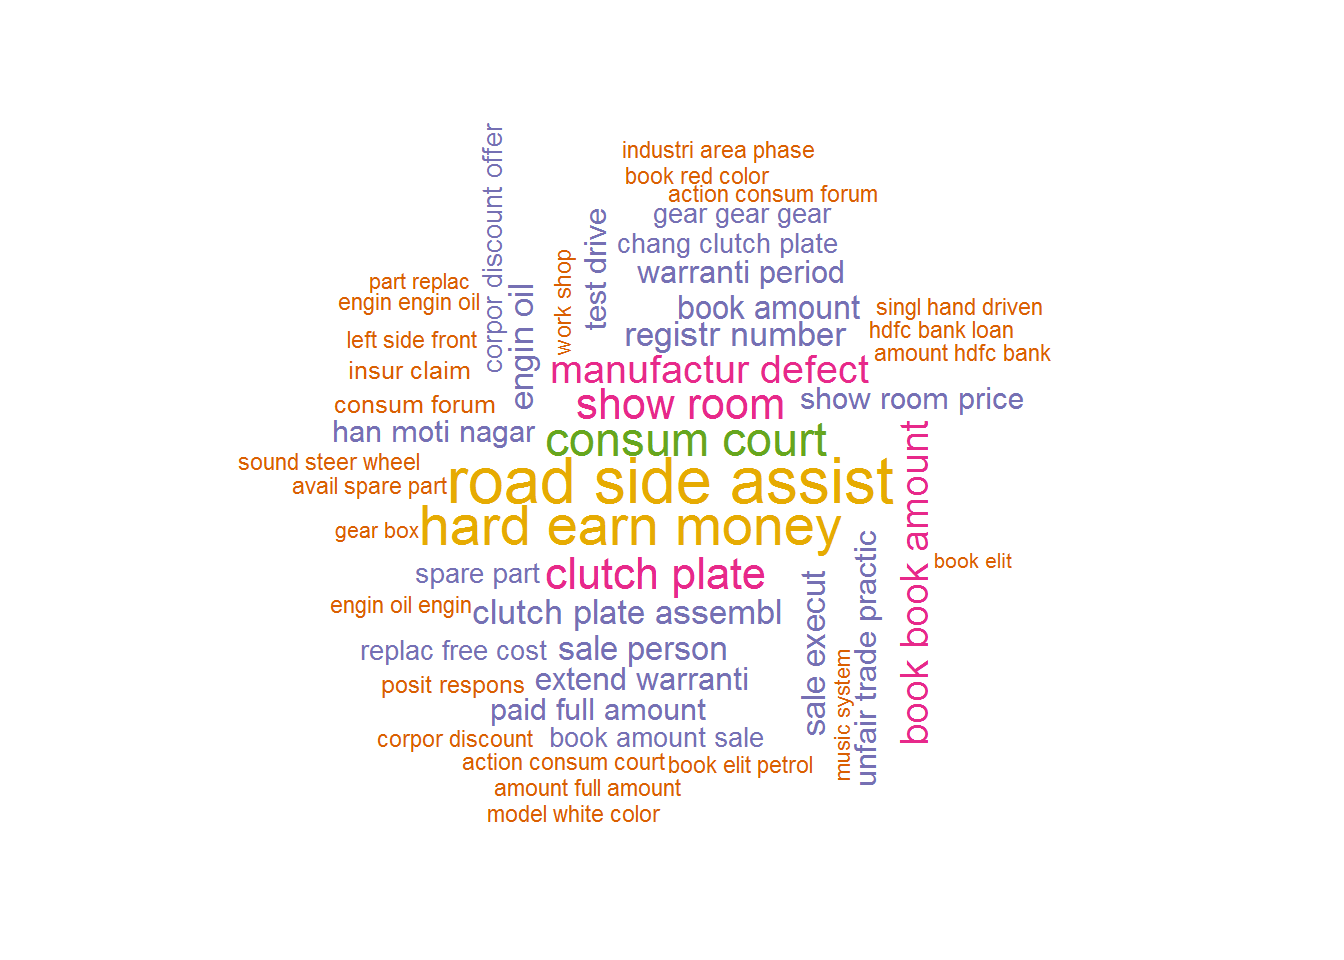 corpor discount offer
industri area phase
book red color
action consum forum
gear gear gear
test drive
chang clutch plate
work shop
warranti period
part replac
engin engin oil
engin oil
book amount
singl hand driven
registr number
hdfc bank loan
left side front
amount hdfc bank
insur claim
manufactur defect
consum forum
show room
show room price
han moti nagar
consum court
sound steer wheel
avail spare part
road side assist
book book amount
gear box
hard earn money
unfair trade practic
book elit
spare part
clutch plate
sale execut
engin oil engin
clutch plate assembl
replac free cost
sale person
music system
posit respons
extend warranti
paid full amount
corpor discount
book amount sale
action consum court
book elit petrol
amount full amount
model white color